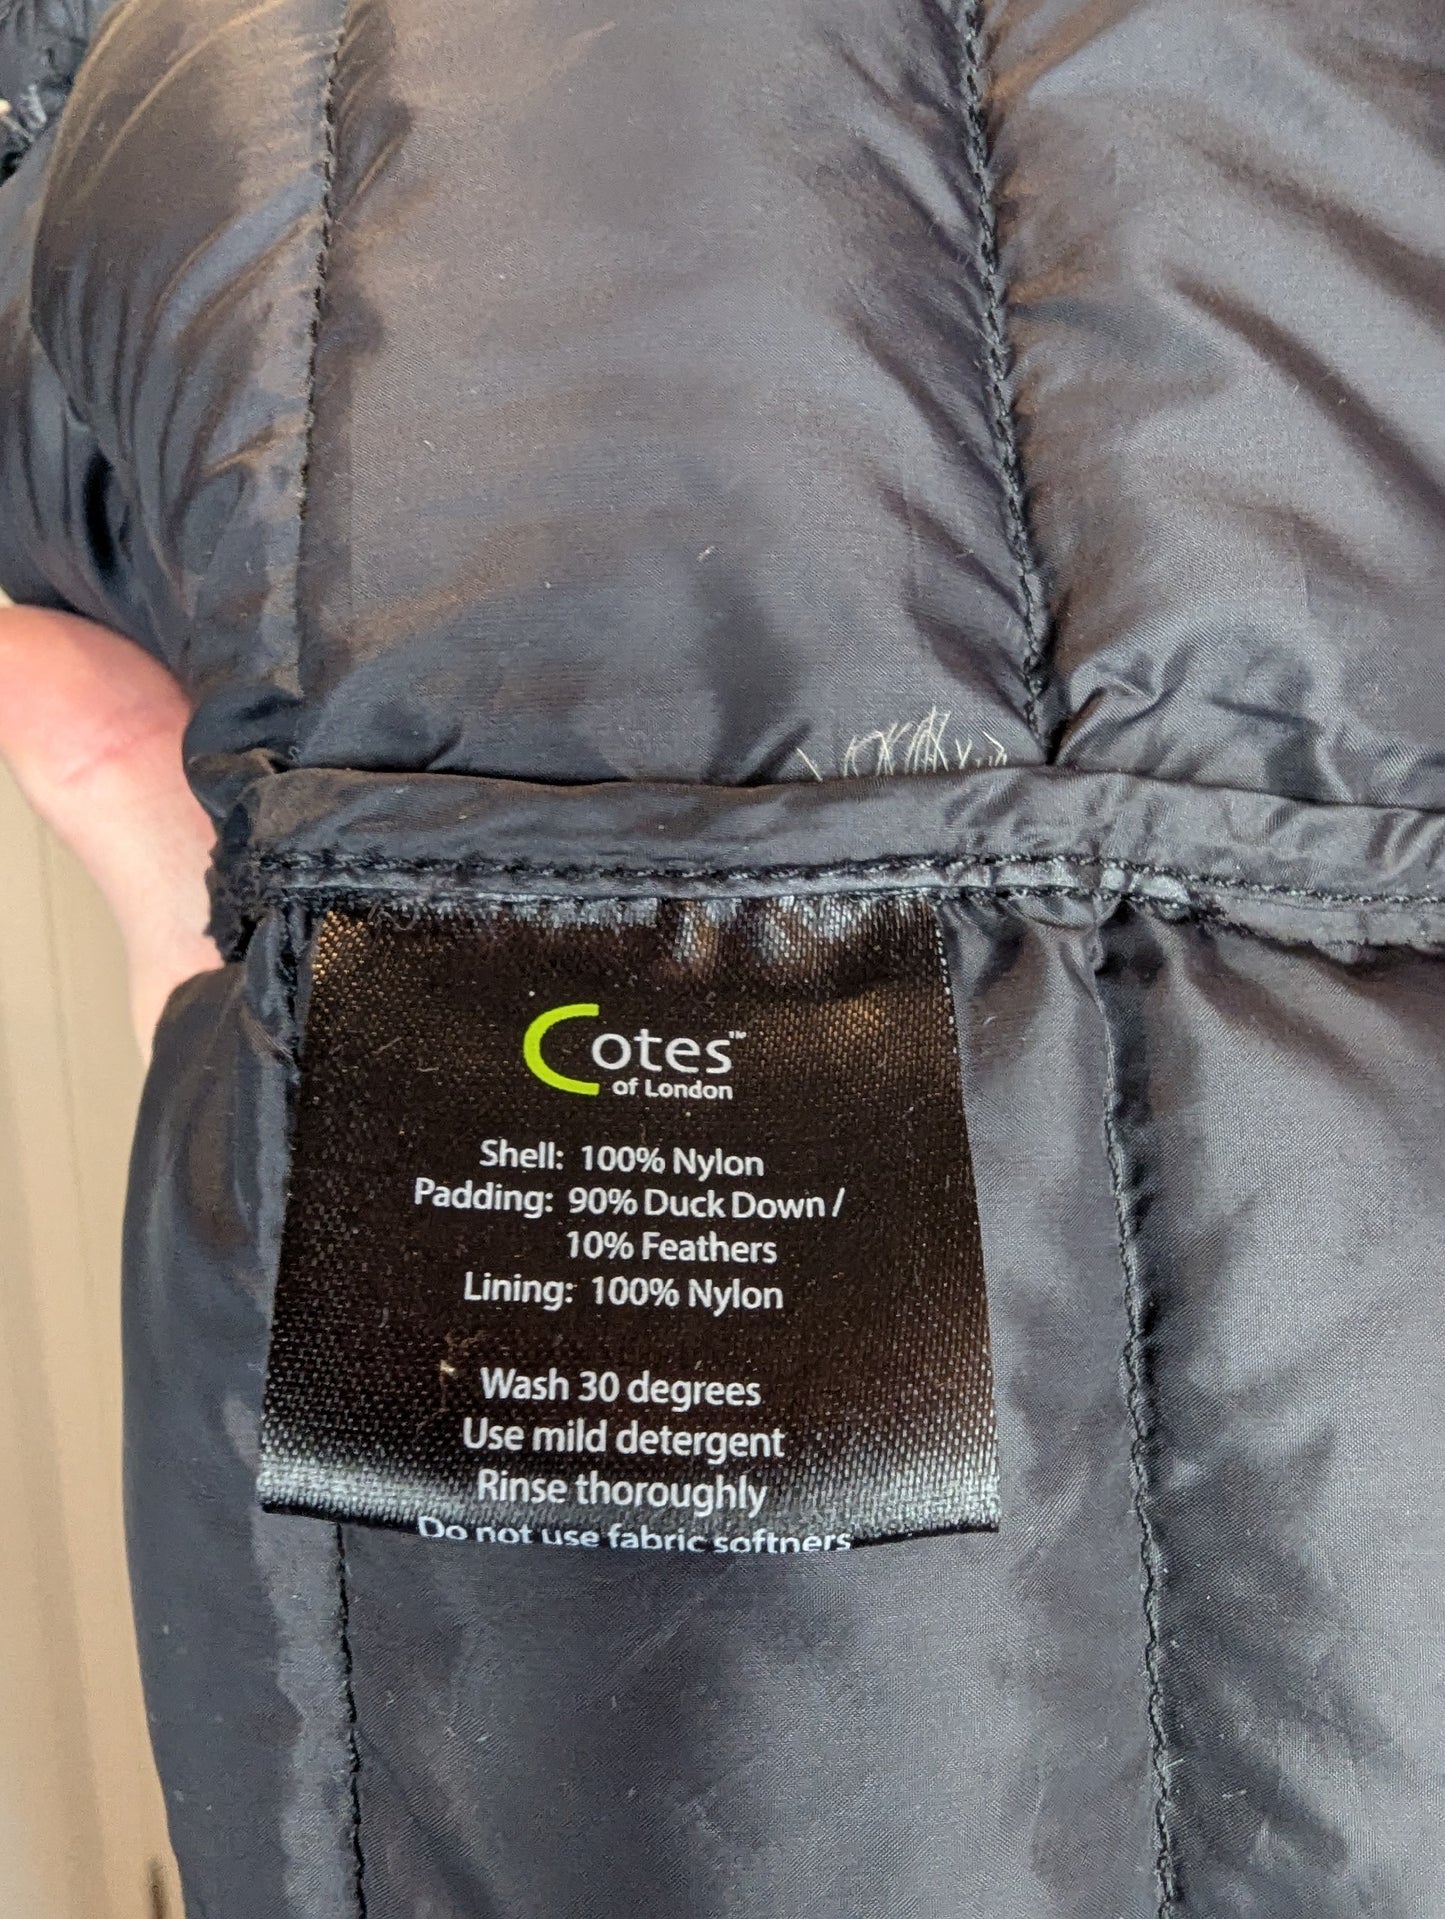 Cotes™
of London
Shell: 100% Nylon
Padding: 90% Duck Down /
10% Feathers
Lining: 100% Nylon
Wash 30 degrees
Use mild detergent
Rinse thoroughly
Do not use fabric softners